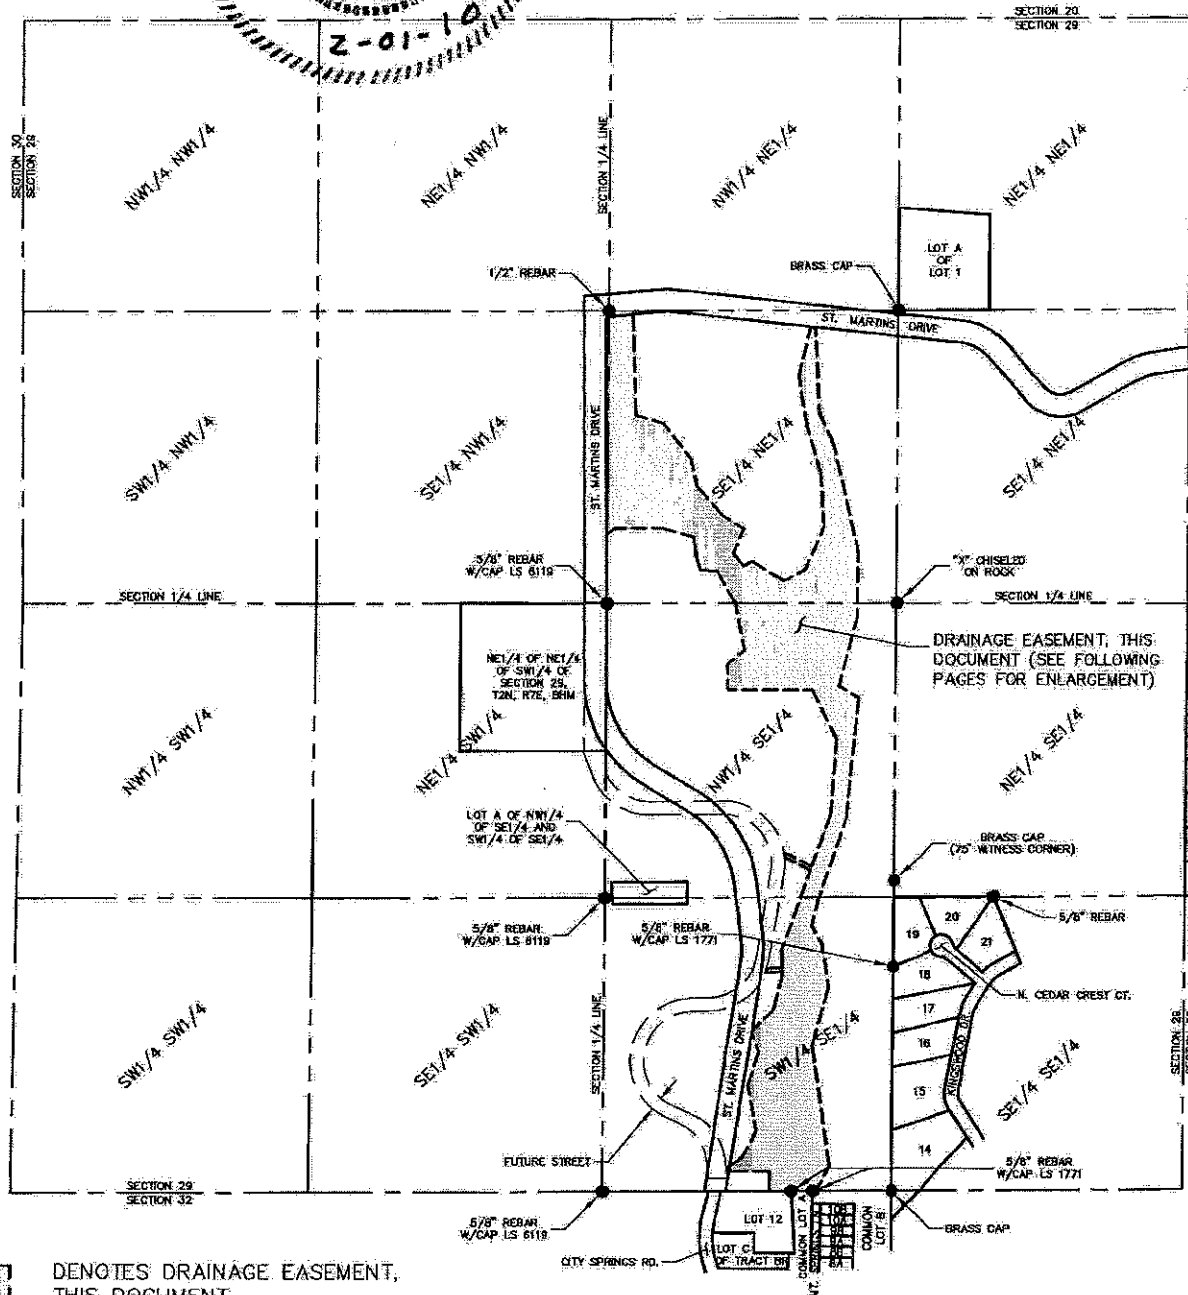 2-01-10
SECTION 20
SECTION 29
SECTION 30
SECTION 29
NW1/4 NW1/4
NE1/4 NW1/4
SECTION 1/4 LINE
NW1/4 NE1/4
NE1/4 NE1/4
LOT A
OF
LOT 1
1/2" REBAR
BRASS CAP
ST. MARTINS DRIVE
ST. MARTINS DRIVE
SW1/4 NW1/4
SE1/4 NW1/4
SE1/4 NE1/4
SE1/4 NE1/4
5/8" REBAR
W/CAP LS 6119
"X" CHISELED
ON ROCK
SECTION 1/4 LINE
SECTION 1/4 LINE
DRAINAGE EASEMENT, THIS
DOCUMENT (SEE FOLLOWING
PAGES FOR ENLARGEMENT)
NE1/4 OF NE1/4
OF SW1/4 OF
SECTION 29,
T2N, R7E, BHM
NW1/4 SW1/4
NE1/4 SW1/4
NW1/4 SE1/4
NE1/4 SE1/4
LOT A OF NW1/4
OF SE1/4 AND
SW1/4 OF SE1/4
BRASS CAP
(75' WITNESS CORNER)
5/8" REBAR
W/CAP LS 6119
5/8" REBAR
W/CAP LS 1771
5/8" REBAR
19
20
21
18
17
16
15
14
N. CEDAR CREST CT.
KINGSWOOD DR.
SW1/4 SW1/4
SE1/4 SW1/4
SECTION 1/4 LINE
ST. MARTINS DRIVE
SW1/4 SE1/4
SE1/4 SE1/4
SECTION 29
FUTURE STREET
SECTION 29
SECTION 32
5/8" REBAR
W/CAP LS 6119
5/8" REBAR
W/CAP LS 1771
BRASS CAP
CITY SPRINGS RD.
LOT 12
LOT C
OF TRACT BR
COMMON LOT A
10B
10A
9B
9A
8B
8A
COMMON
LOT B
DENOTES DRAINAGE EASEMENT,
THIS DOCUMENT